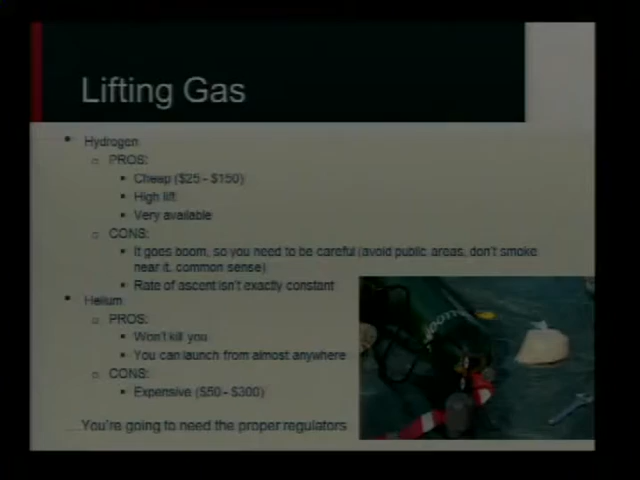 Lifting Gas
Hydrogen
PROS:
Cheap ($25 - $150)
High lift
Very available
CONS:
It goes boom, so you need to be careful (avoid public areas, don't smoke
near it, common sense)
Rate of ascent isn't exactly constant
Helium
PROS:
Won't kill you
You can launch from almost anywhere
CONS:
Expensive ($50 - $300)
You're going to need the proper regulators